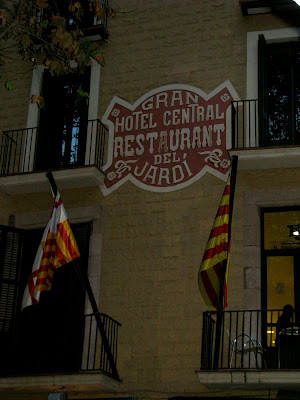 GRAN
HOTEL CENTRAL
RESTAURANT
DEL
JARDI